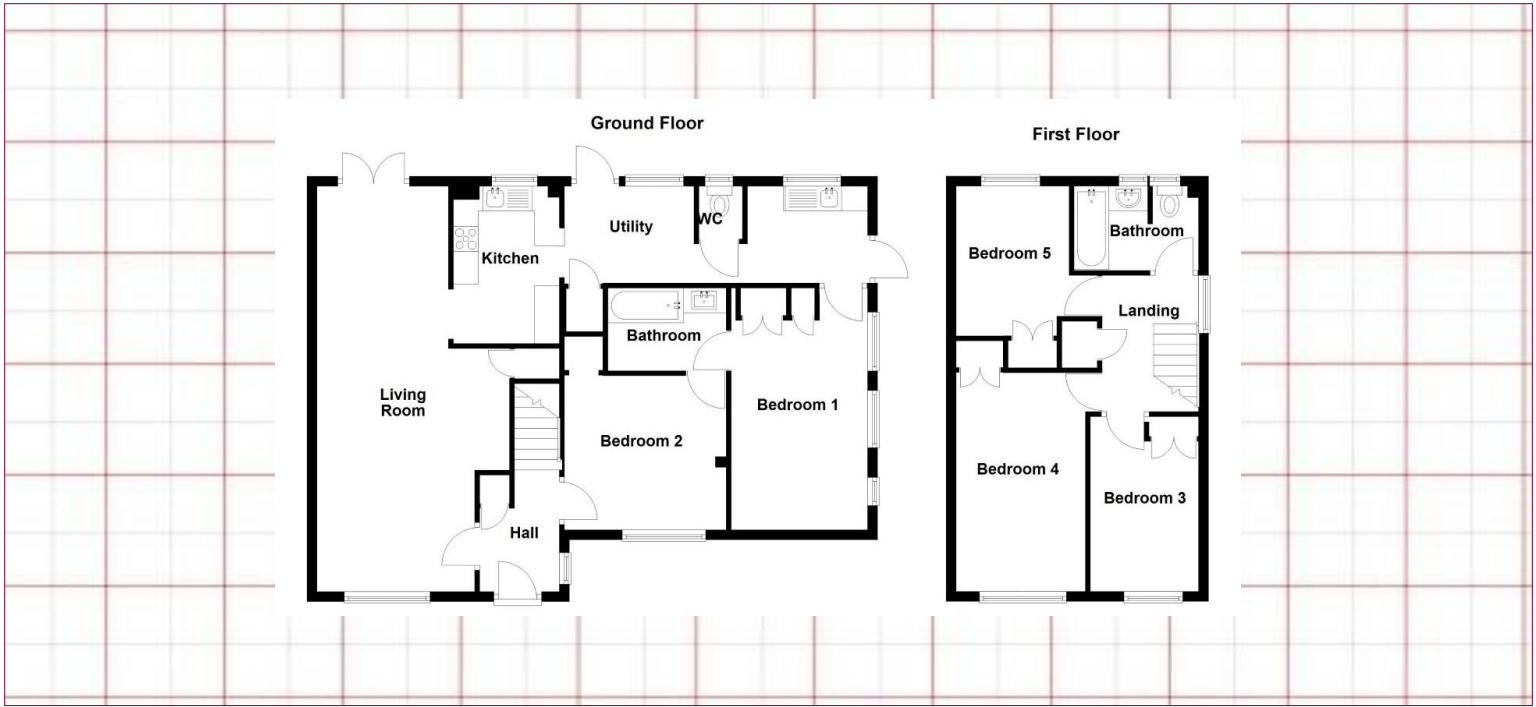 Ground Floor
Utility
WC
Kitchen
Bathroom
Living
Room
Bedroom 1
Bedroom 2
Hall
First Floor
Bathroom
Bedroom 5
Landing
Bedroom 4
Bedroom 3